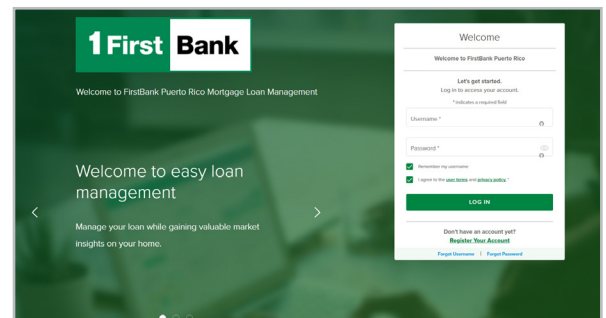 1 First Bank
Welcome to FirstBank Puerto Rico Mortgage Loan Management
Welcome to easy loan
management
Manage your loan while gaining valuable market
insights on your home.
Welcome
Welcome to FirstBank Puerto Rico
Let's get started.
Log in to access your account.
* indicates a required field
Username *
Password *
Remember my username
I agree to the user terms and privacy policy. *
LOG IN
Don't have an account yet?
Register Your Account
Forgot Username | Forgot Password